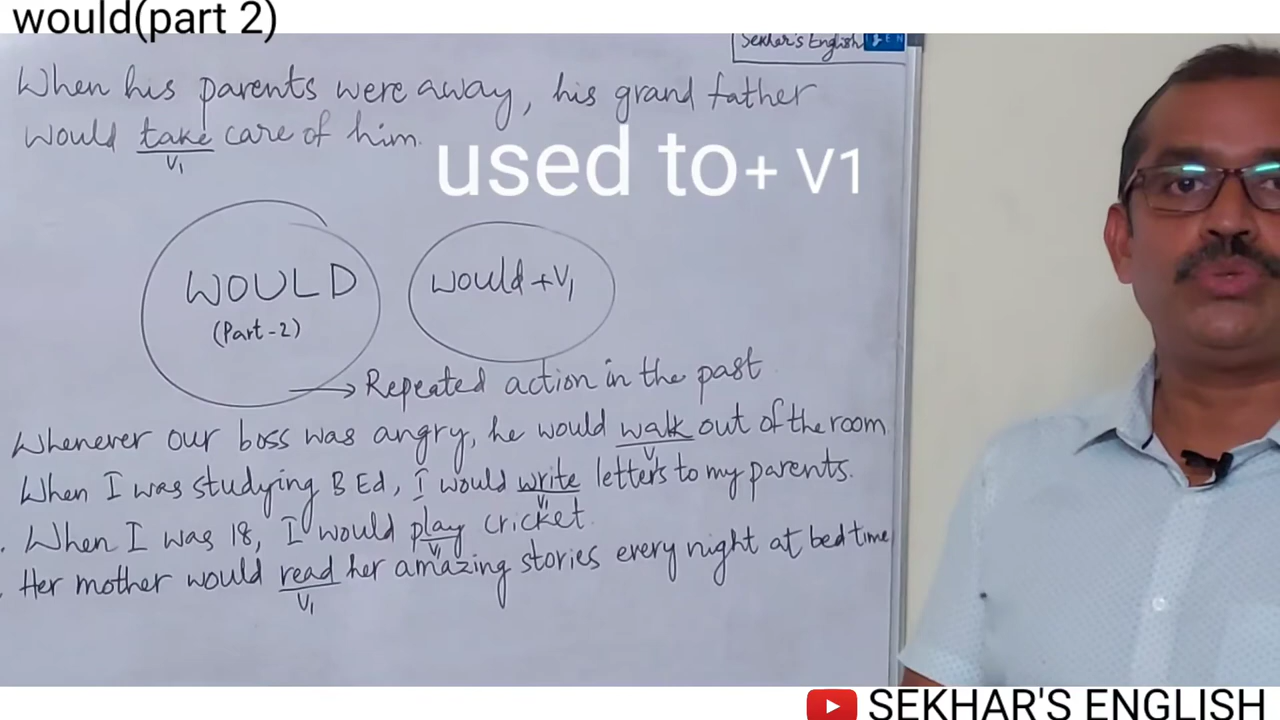 would(part 2)
Sekhar's English
When his parents were away, his grand father
would take care of him.
V1
used to + V1
WOULD
(Part-2)
would + V1
Repeated action in the past
Whenever our boss was angry, he would walk out of the room
V
When I was studying B Ed, I would write letters to my parents.
V1
When I was 18, I would play cricket.
V1
Her mother would read her amazing stories every night at bed time
V1
SEKHAR'S ENGLISH